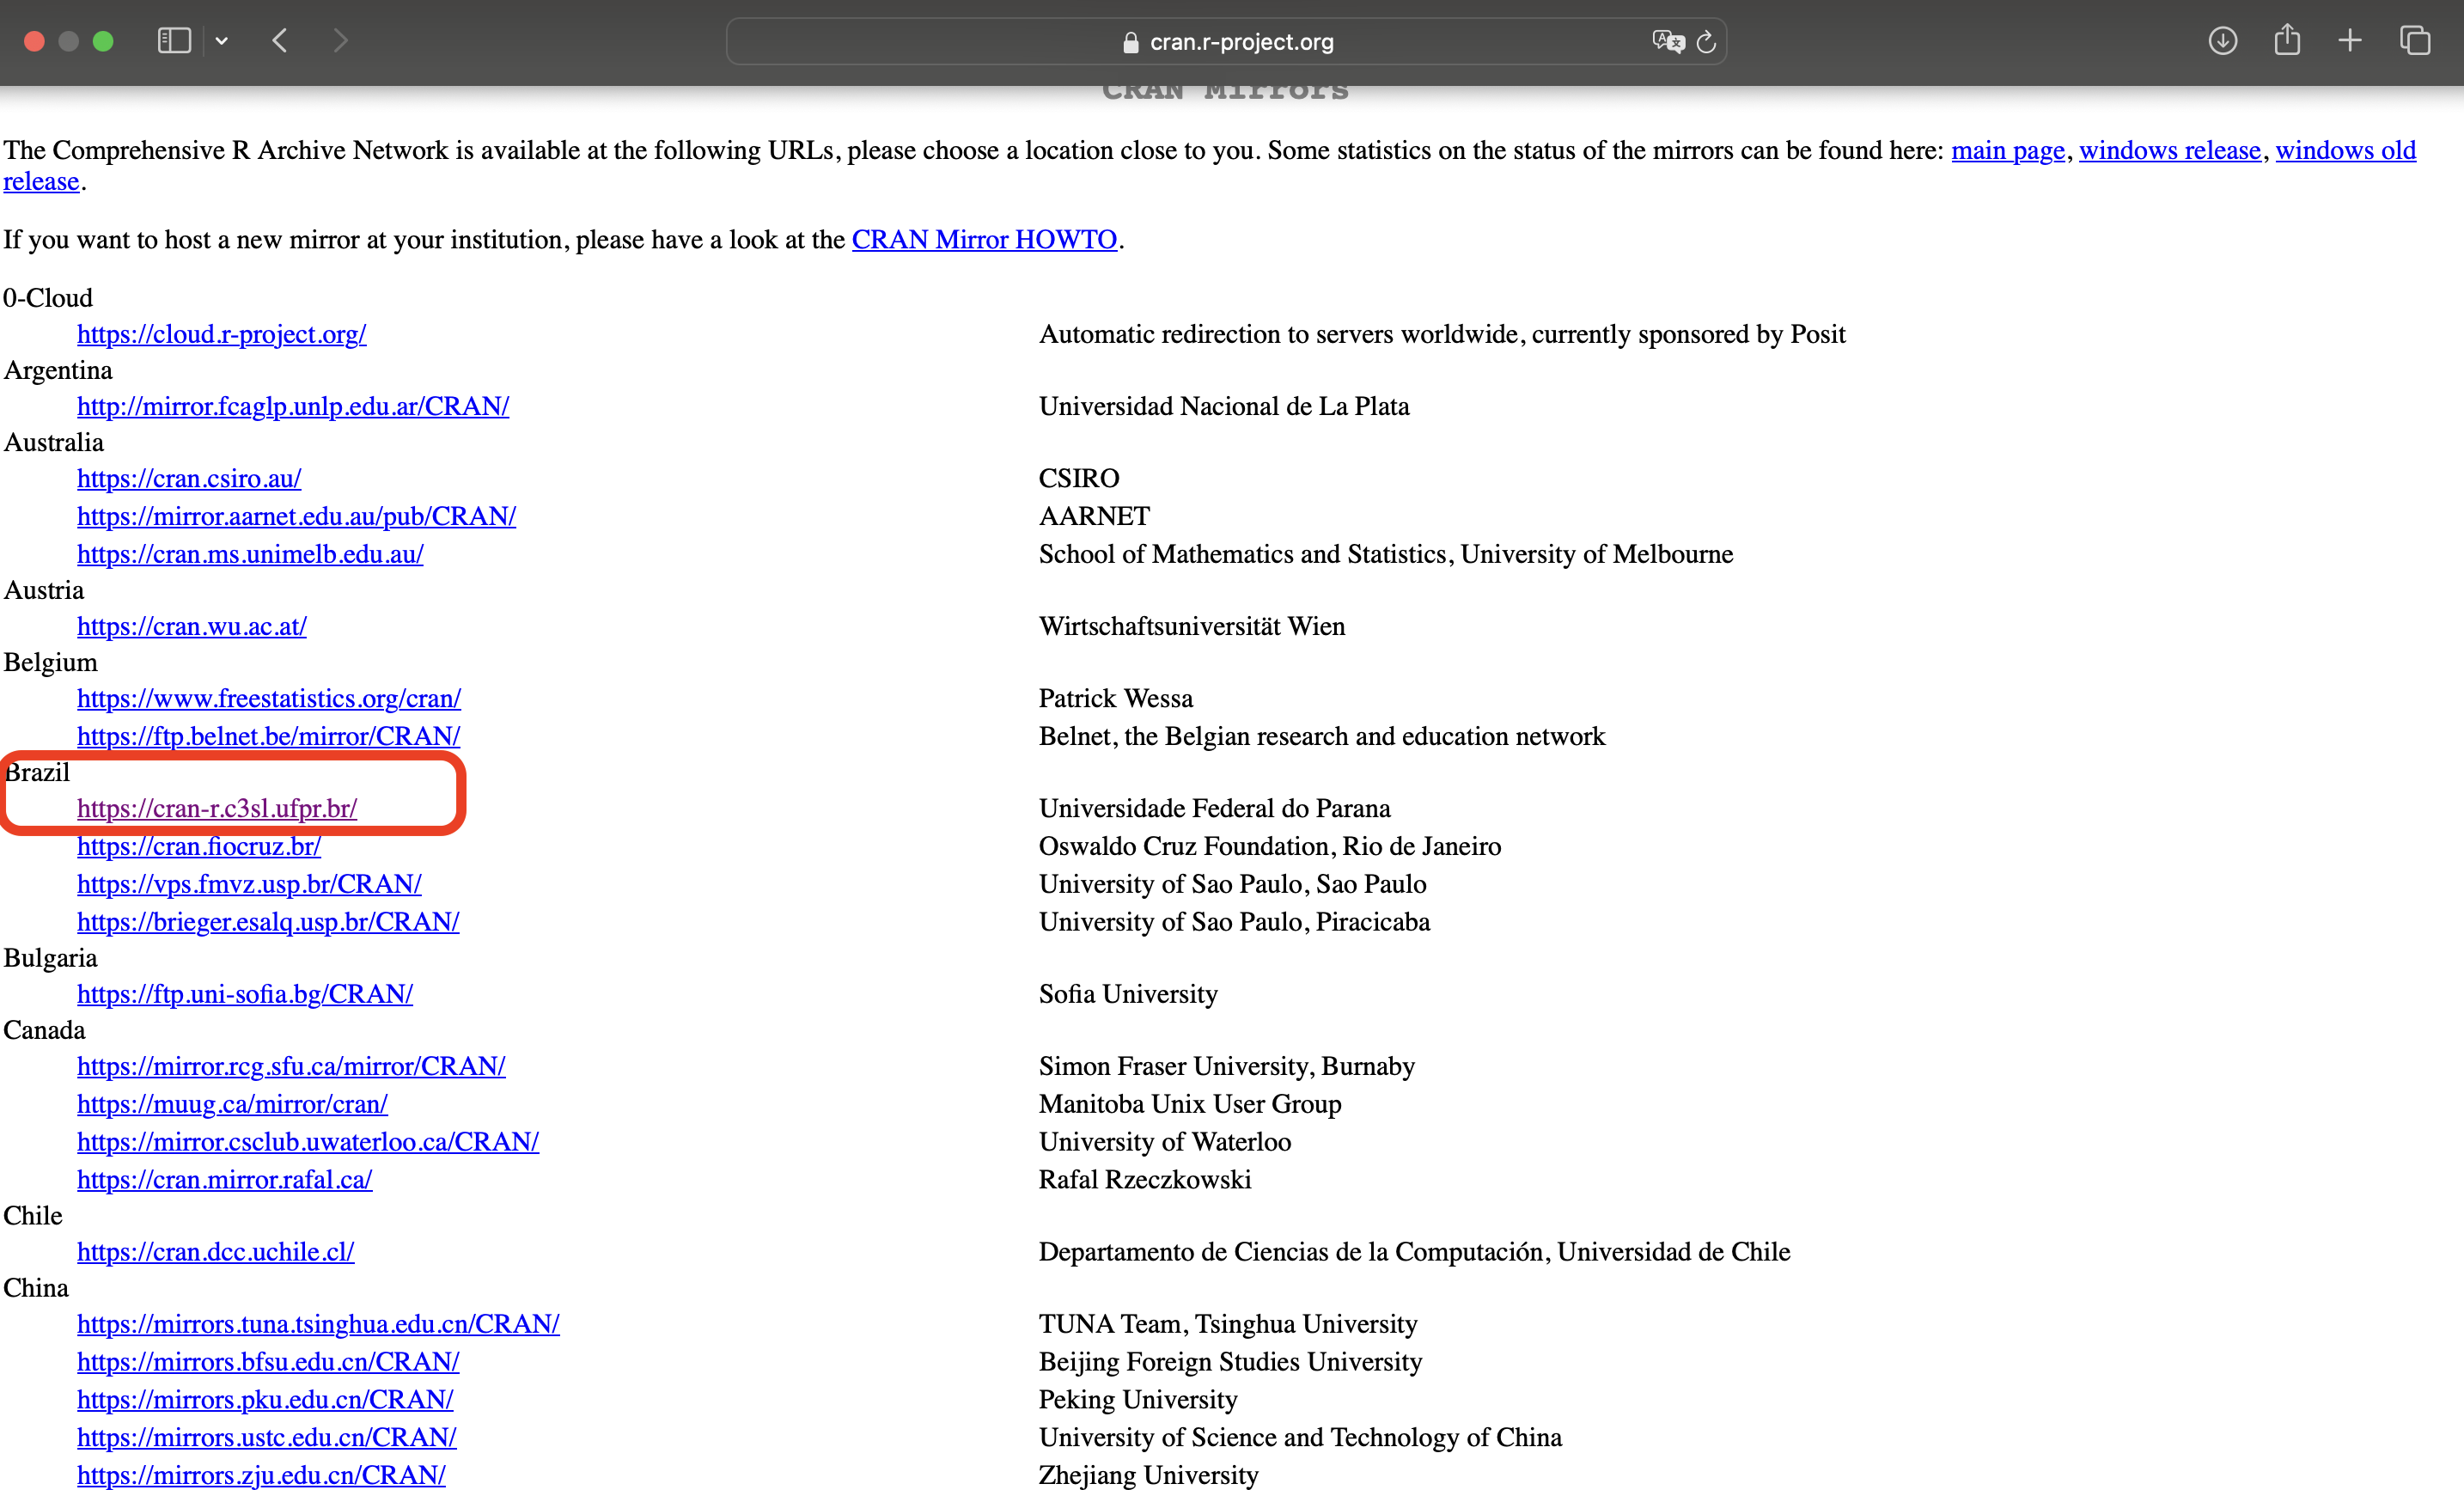 cran.r-project.org
CRAN Mirrors
The Comprehensive R Archive Network is available at the following URLs, please choose a location close to you. Some statistics on the status of the mirrors can be found here: main page, windows release, windows old
release.
If you want to host a new mirror at your institution, please have a look at the CRAN Mirror HOWTO.
0-Cloud
https://cloud.r-project.org/ Automatic redirection to servers worldwide, currently sponsored by Posit
Argentina
http://mirror.fcaglp.unlp.edu.ar/CRAN/ Universidad Nacional de La Plata
Australia
https://cran.csiro.au/ CSIRO
https://mirror.aarnet.edu.au/pub/CRAN/ AARNET
https://cran.ms.unimelb.edu.au/ School of Mathematics and Statistics, University of Melbourne
Austria
https://cran.wu.ac.at/ Wirtschaftsuniversität Wien
Belgium
https://www.freestatistics.org/cran/ Patrick Wessa
https://ftp.belnet.be/mirror/CRAN/ Belnet, the Belgian research and education network
Brazil
https://cran-r.c3sl.ufpr.br/ Universidade Federal do Parana
https://cran.fiocruz.br/ Oswaldo Cruz Foundation, Rio de Janeiro
https://vps.fmvz.usp.br/CRAN/ University of Sao Paulo, Sao Paulo
https://brieger.esalq.usp.br/CRAN/ University of Sao Paulo, Piracicaba
Bulgaria
https://ftp.uni-sofia.bg/CRAN/ Sofia University
Canada
https://mirror.rcg.sfu.ca/mirror/CRAN/ Simon Fraser University, Burnaby
https://muug.ca/mirror/cran/ Manitoba Unix User Group
https://mirror.csclub.uwaterloo.ca/CRAN/ University of Waterloo
https://cran.mirror.rafal.ca/ Rafal Rzeczkowski
Chile
https://cran.dcc.uchile.cl/ Departamento de Ciencias de la Computación, Universidad de Chile
China
https://mirrors.tuna.tsinghua.edu.cn/CRAN/ TUNA Team, Tsinghua University
https://mirrors.bfsu.edu.cn/CRAN/ Beijing Foreign Studies University
https://mirrors.pku.edu.cn/CRAN/ Peking University
https://mirrors.ustc.edu.cn/CRAN/ University of Science and Technology of China
https://mirrors.zju.edu.cn/CRAN/ Zhejiang University